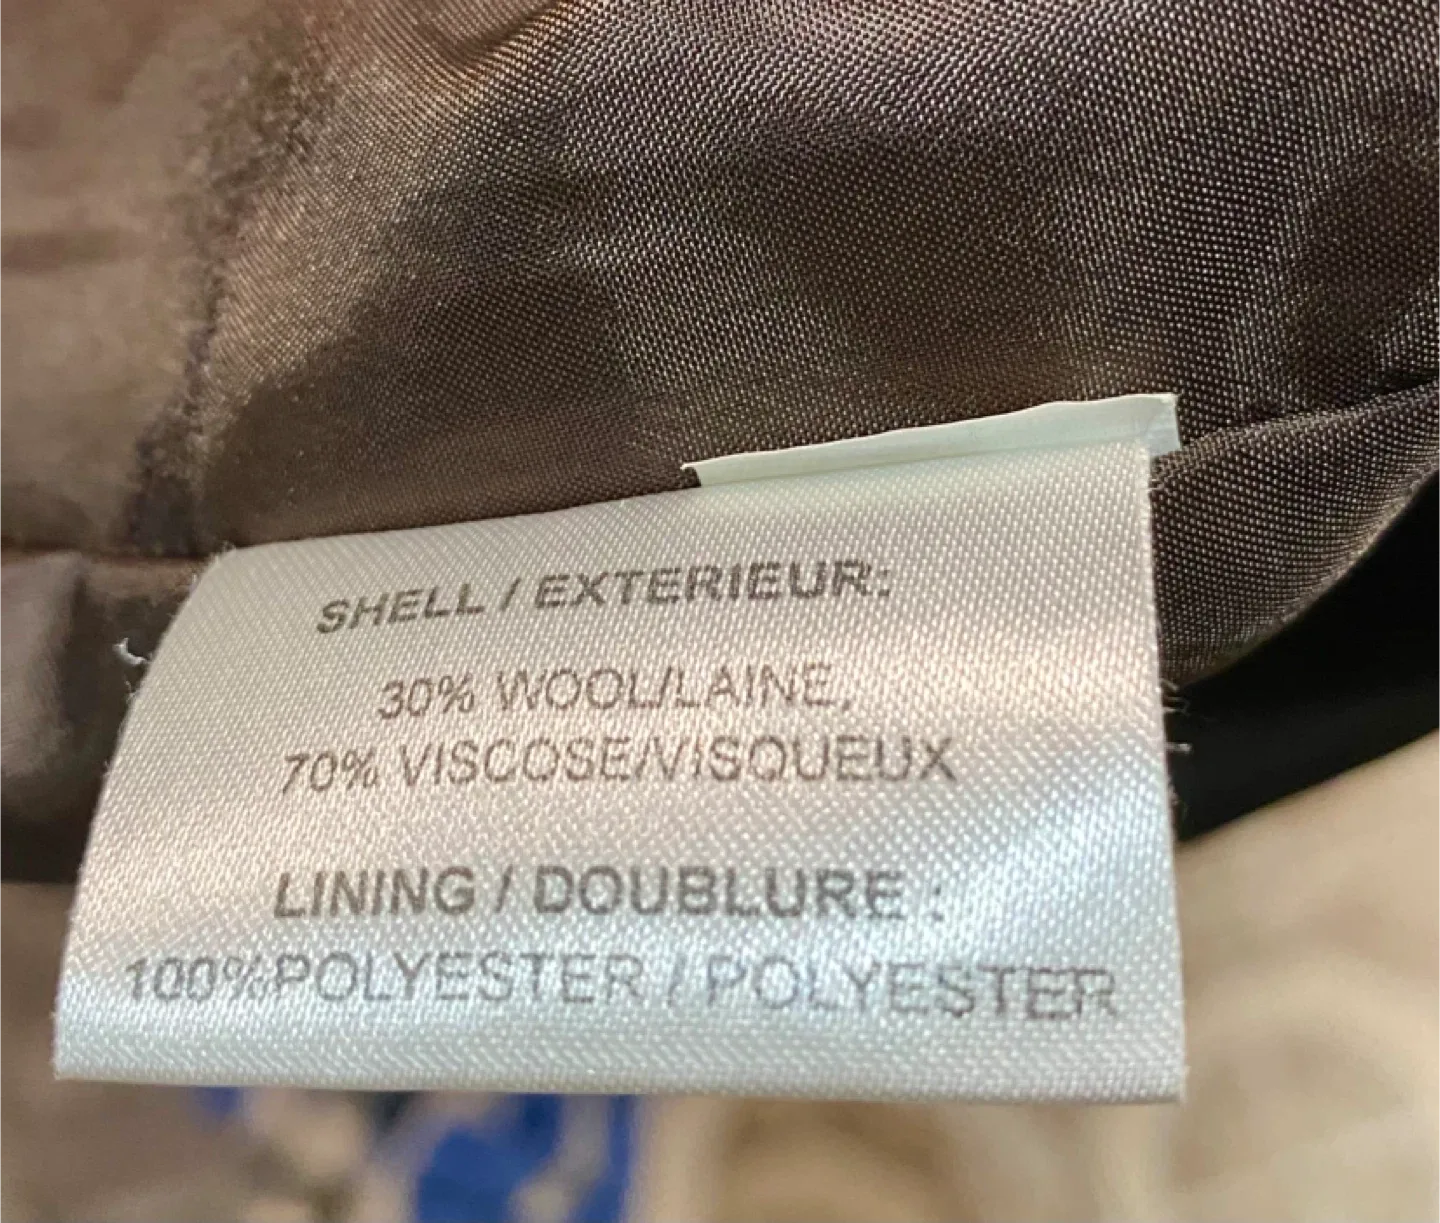 SHELL / EXTERIEUR:
30% WOOL/LAINE,
70% VISCOSE/VISQUEUX
LINING / DOUBLURE :
100%POLYESTER / POLYESTER